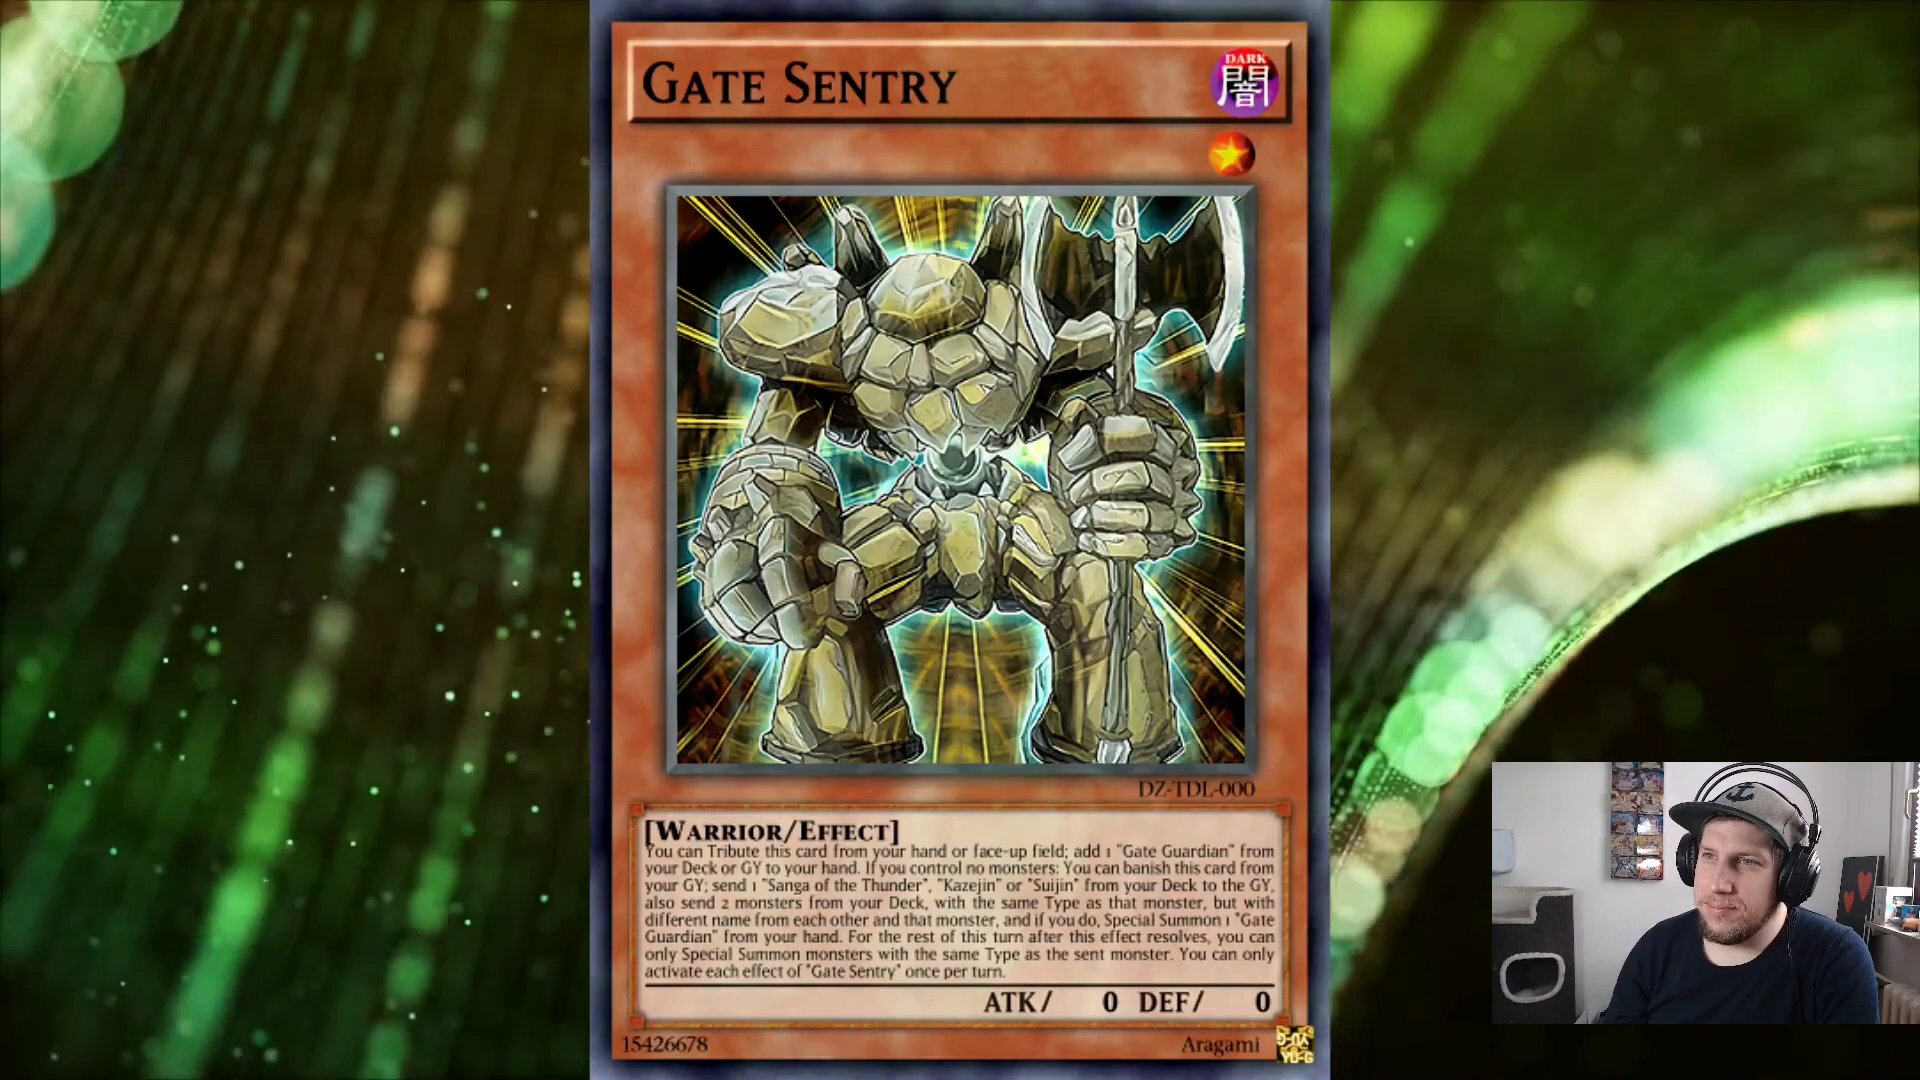 GATE SENTRY
DARK
闇
DZ-TDL-000
[WARRIOR/EFFECT]
You can Tribute this card from your hand or face-up field; add 1 "Gate Guardian" from
your Deck or GY to your hand. If you control no monsters: You can banish this card from
your GY; send 1 "Sanga of the Thunder", "Kazejin" or "Suijin" from your Deck to the GY,
also send 2 monsters from your Deck, with the same Type as that monster, but with
different name from each other and that monster, and if you do, Special Summon 1 "Gate
Guardian" from your hand. For the rest of this turn after this effect resolves, you can
only Special Summon monsters with the same Type as the sent monster. You can only
activate each effect of "Gate Sentry" once per turn.
ATK/ 0 DEF/ 0
15426678
Aragami